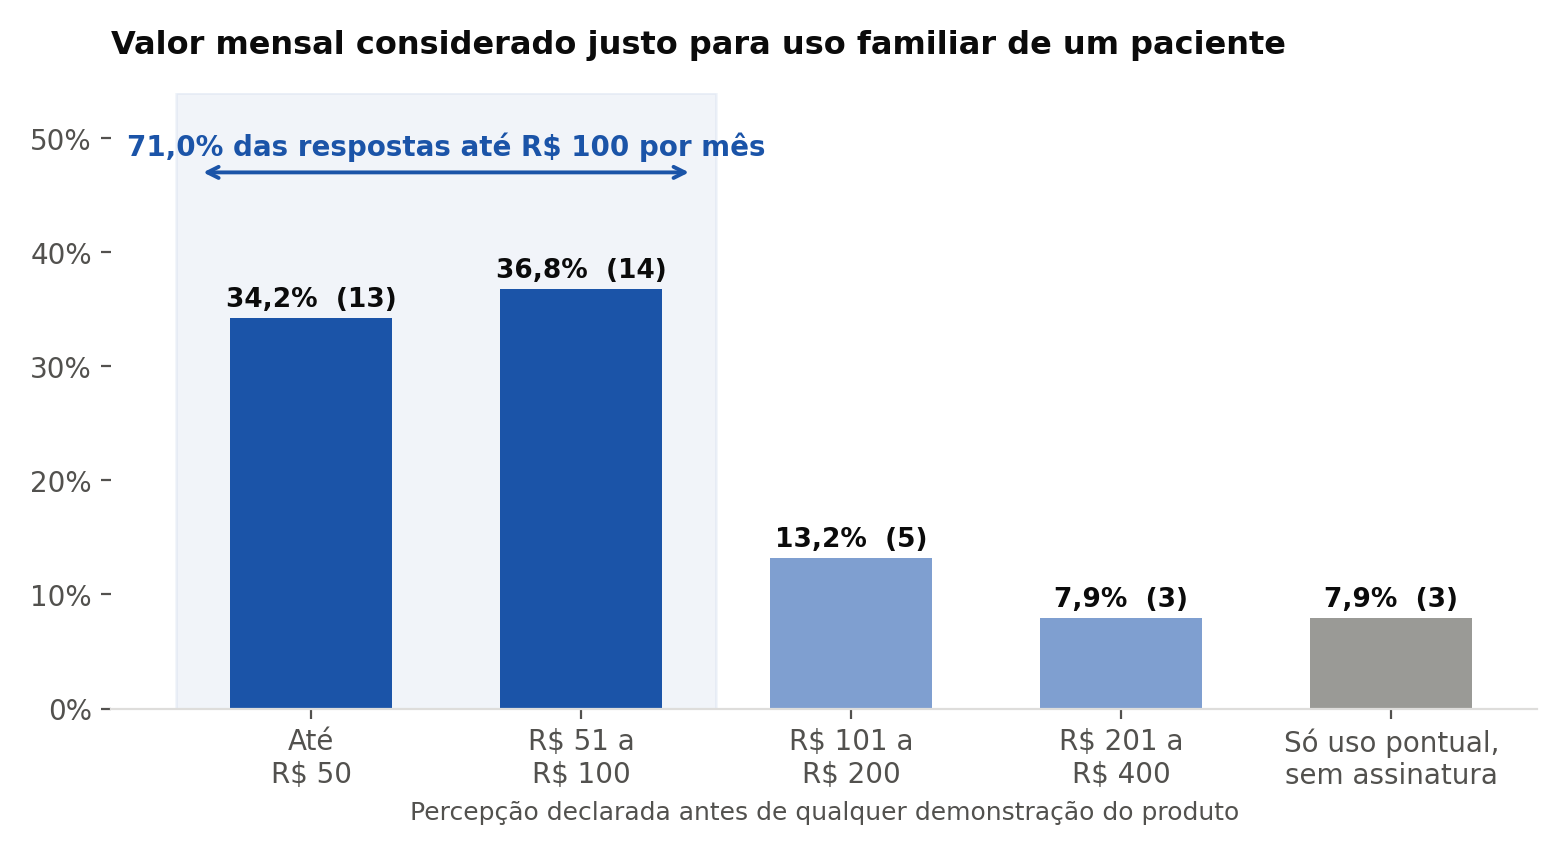 Valor mensal considerado justo para uso familiar de um paciente
71,0% das respostas até R$ 100 por mês
50%
40%
30%
20%
10%
0%
34,2% (13)
36,8% (14)
13,2% (5)
7,9% (3)
7,9% (3)
Até
R$ 50
R$ 51 a
R$ 100
R$ 101 a
R$ 200
R$ 201 a
R$ 400
Só uso pontual,
sem assinatura
Percepção declarada antes de qualquer demonstração do produto